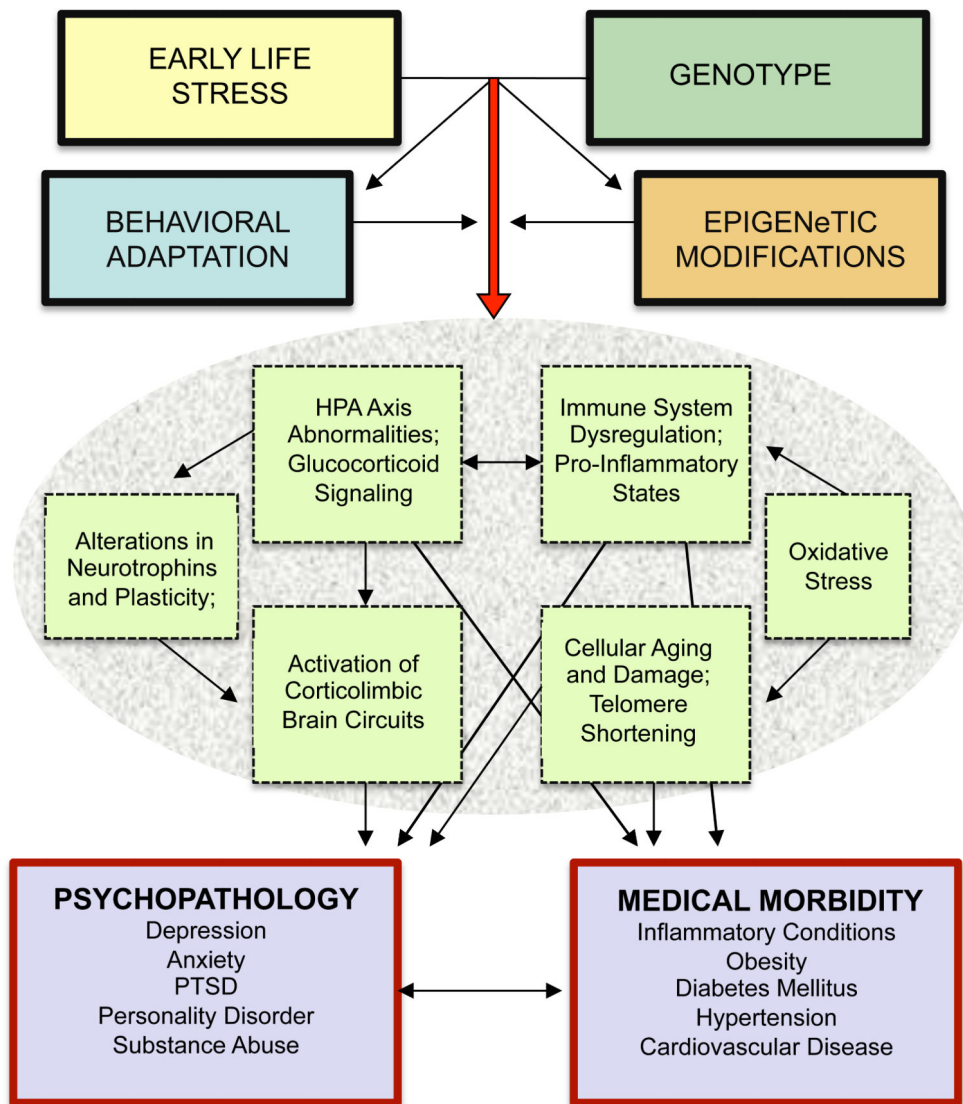 EARLY LIFE
STRESS
GENOTYPE
BEHAVIORAL
ADAPTATION
EPIGENeTIC
MODIFICATIONS
HPA Axis
Abnormalities;
Glucocorticoid
Signaling
Immune System
Dysregulation;
Pro-Inflammatory
States
Alterations in
Neurotrophins
and Plasticity;
Oxidative
Stress
Activation of
Corticolimbic
Brain Circuits
Cellular Aging
and Damage;
Telomere
Shortening
PSYCHOPATHOLOGY
Depression
Anxiety
PTSD
Personality Disorder
Substance Abuse
MEDICAL MORBIDITY
Inflammatory Conditions
Obesity
Diabetes Mellitus
Hypertension
Cardiovascular Disease